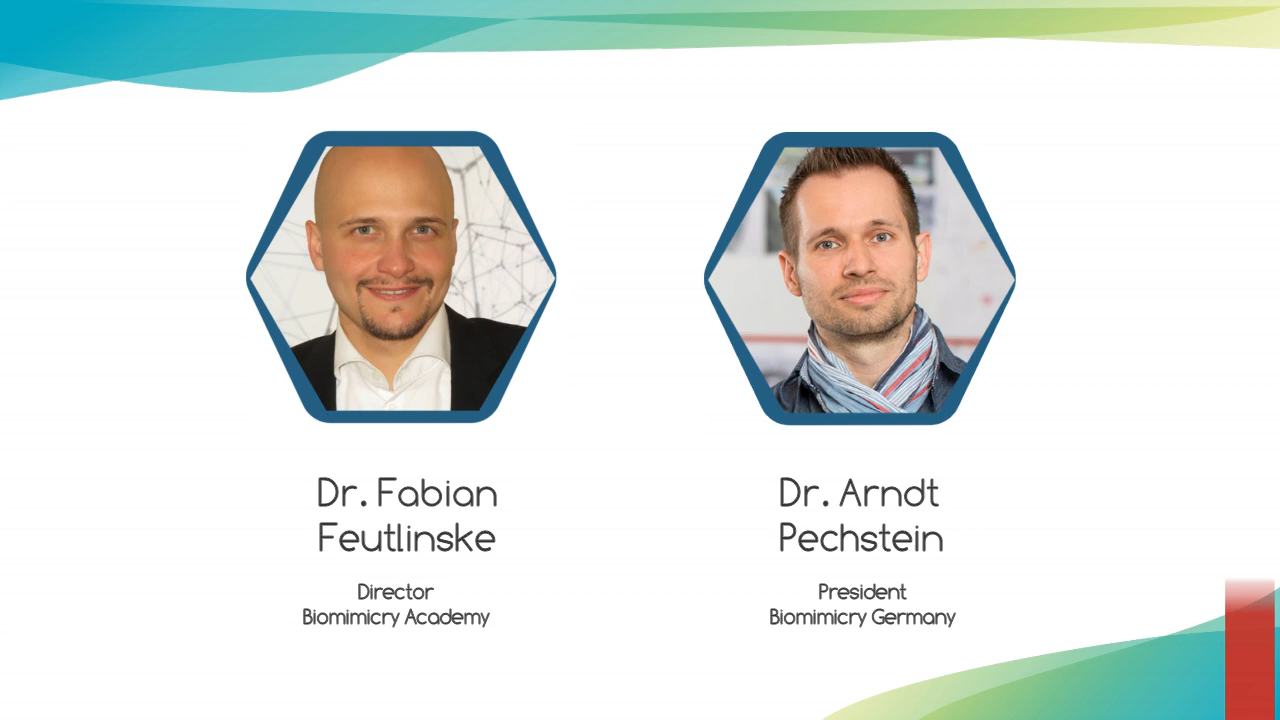 Dr. Fabian
Feutlinske
Director
Biomimicry Academy
Dr. Arndt
Pechstein
President
Biomimicry Germany